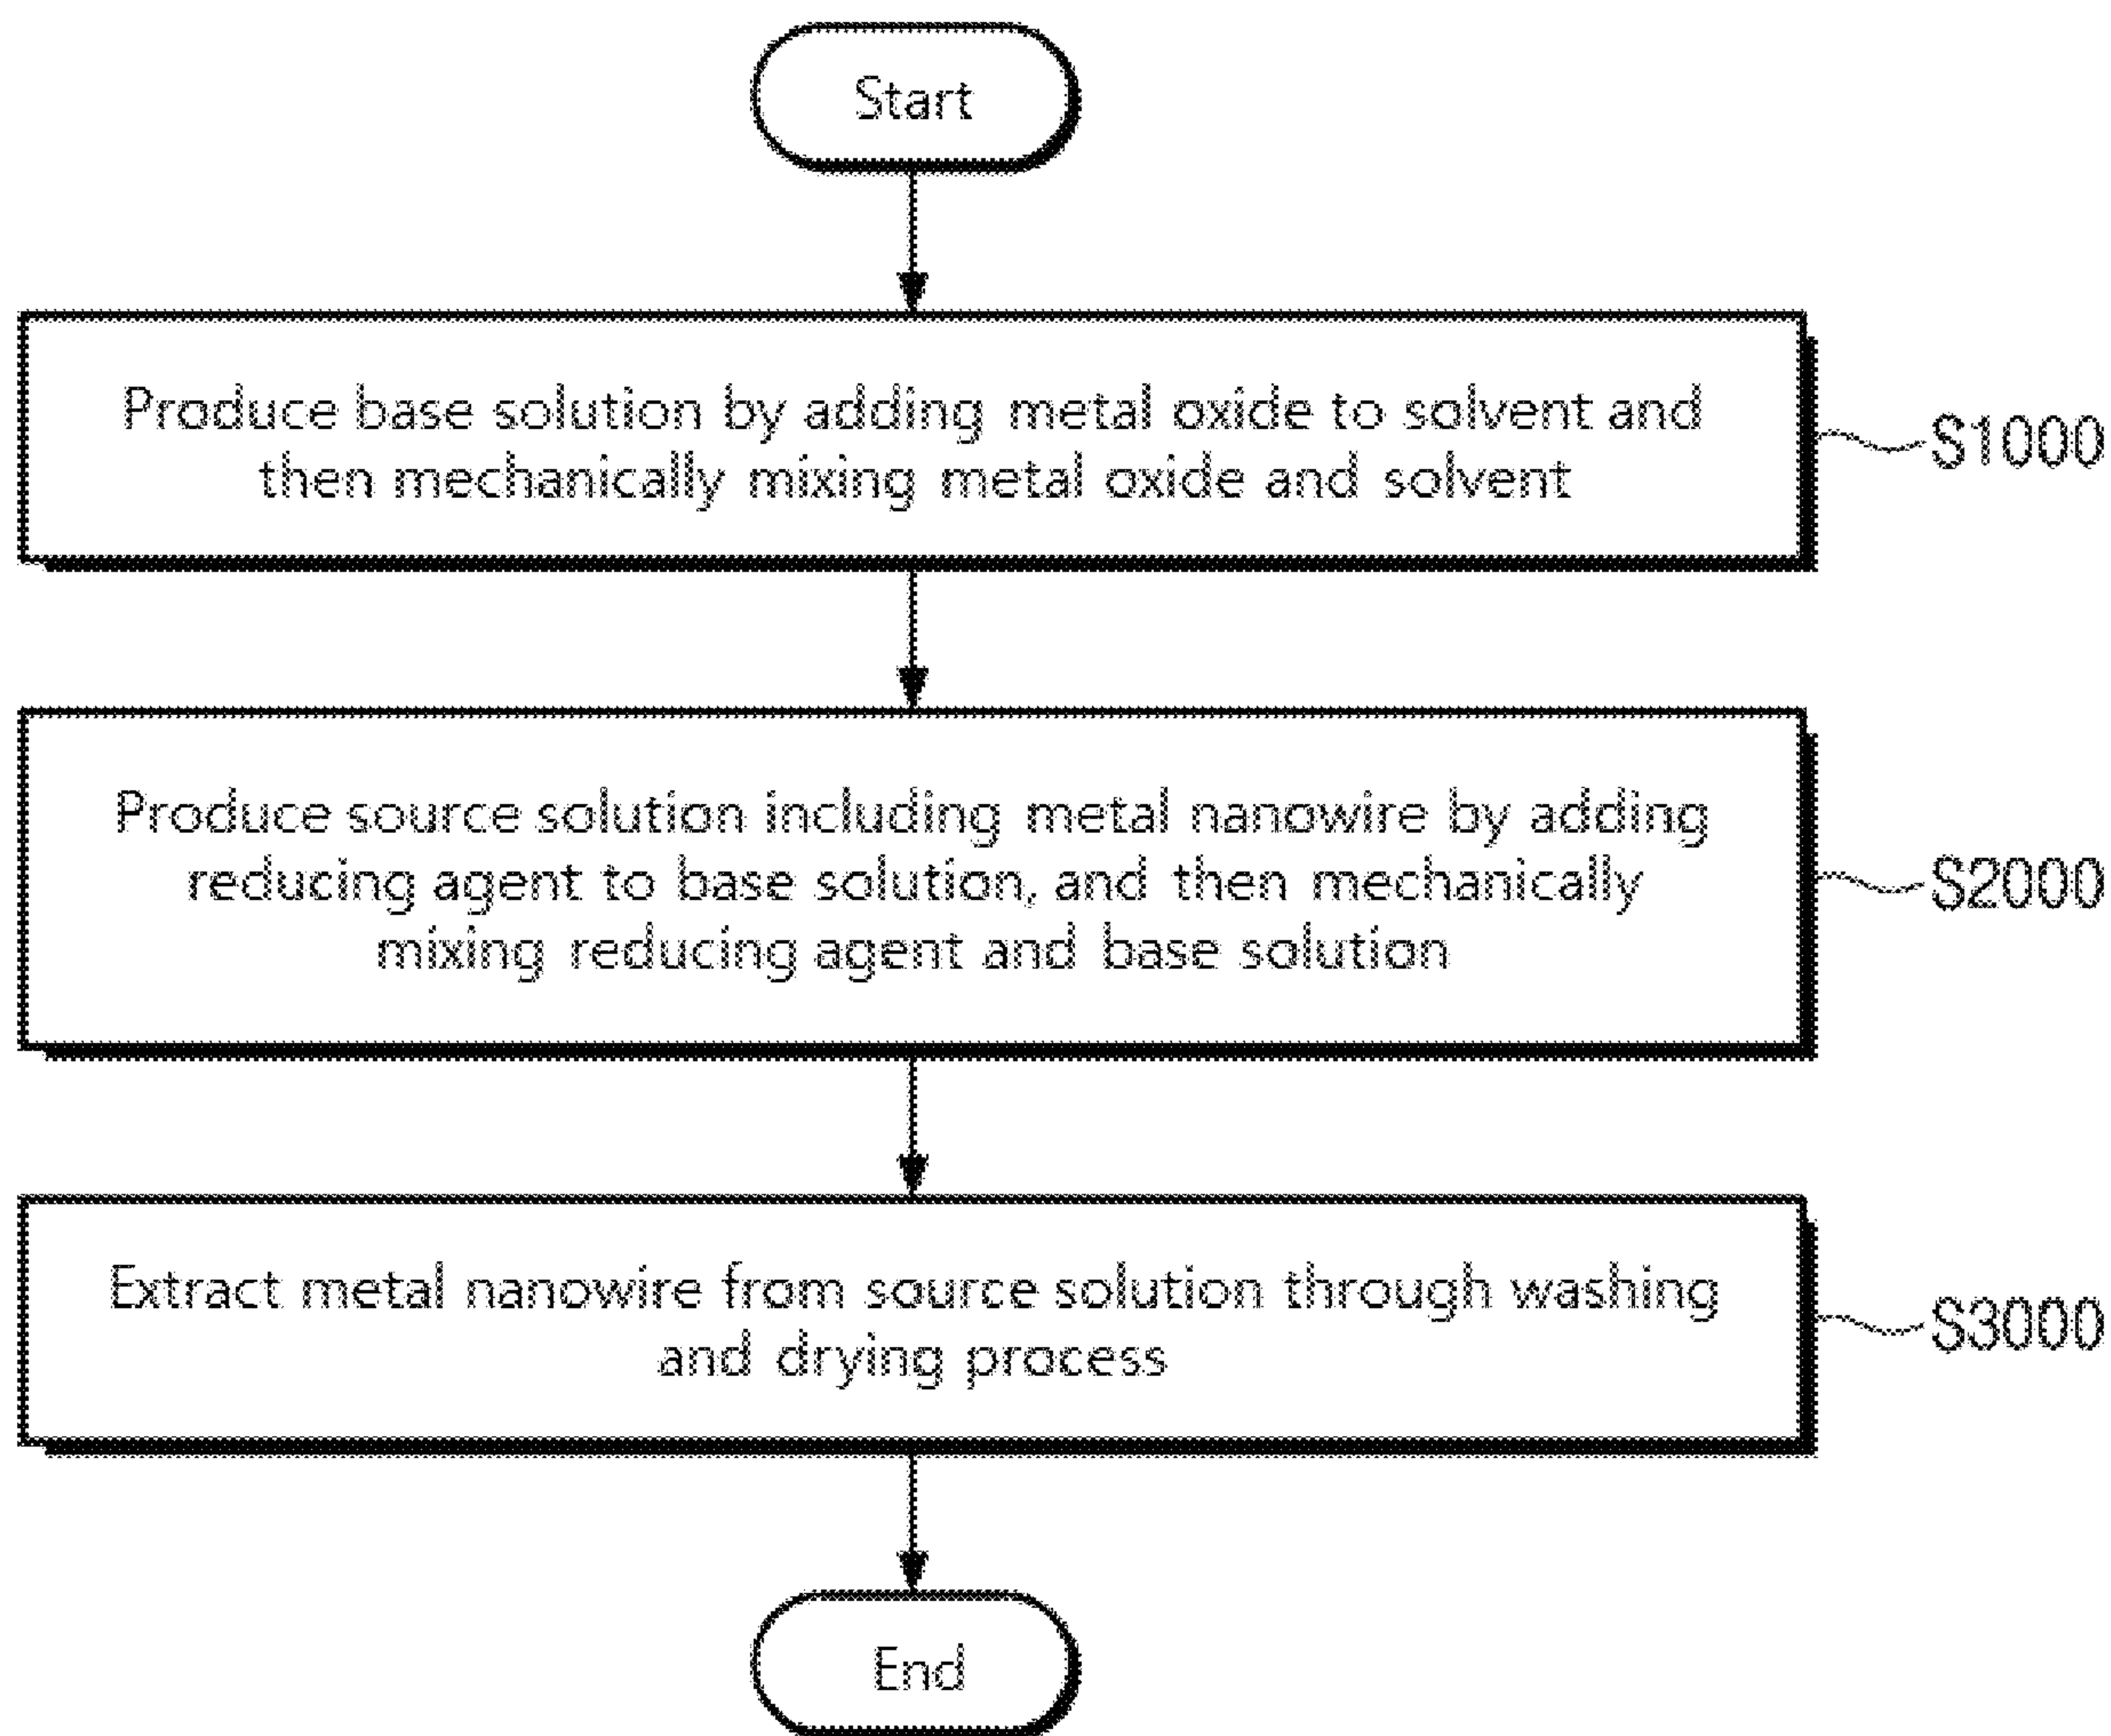 Start
Produce base solution by adding metal oxide to solvent and
then mechanically mixing metal oxide and solvent
S1000
Produce source solution including metal nanowire by adding
reducing agent to base solution, and then mechanically
mixing reducing agent and base solution
S2000
Extract metal nanowire from source solution through washing
and drying process
S3000
End